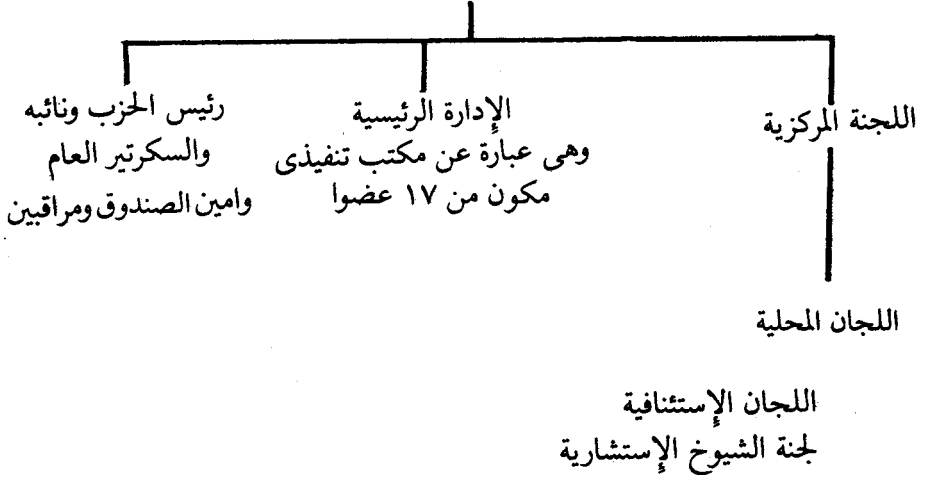 اللجنة المركزية
الإدارة الرئيسية
وهى عبارة عن مكتب تنفيذى
مكون من ١٧ عضوا
رئيس الحزب ونائبه
والسكرتير العام
وامين الصندوق ومراقبين
اللجان المحلية
اللجان الإستئنافية
لجنة الشيوخ الإستشارية